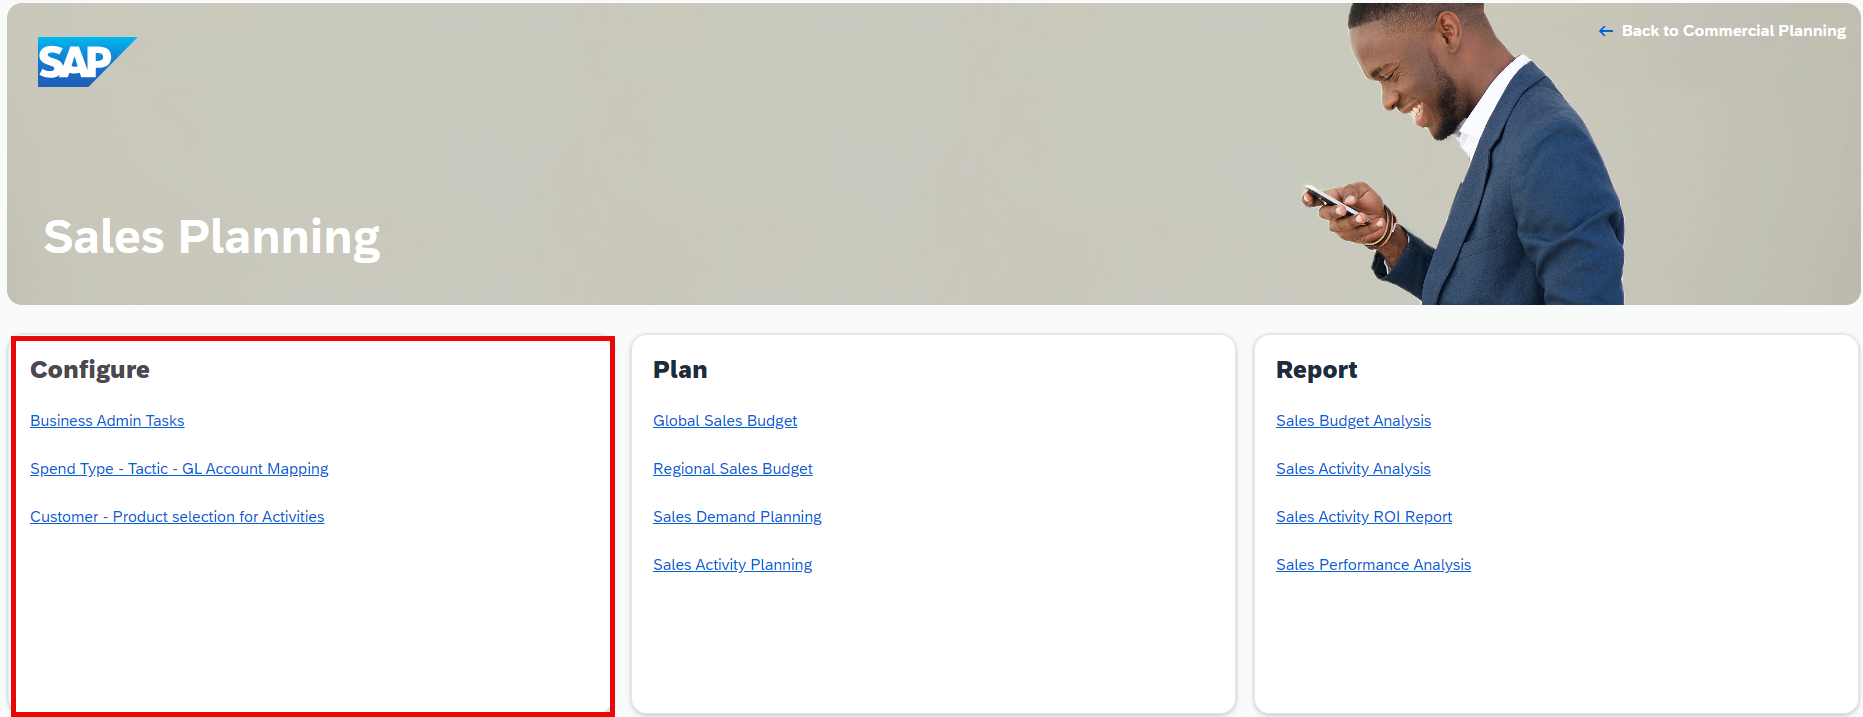 SAP
Back to Commercial Planning
Sales Planning
Configure
Business Admin Tasks
Spend Type - Tactic - GL Account Mapping
Customer - Product selection for Activities
Plan
Global Sales Budget
Regional Sales Budget
Sales Demand Planning
Sales Activity Planning
Report
Sales Budget Analysis
Sales Activity Analysis
Sales Activity ROI Report
Sales Performance Analysis